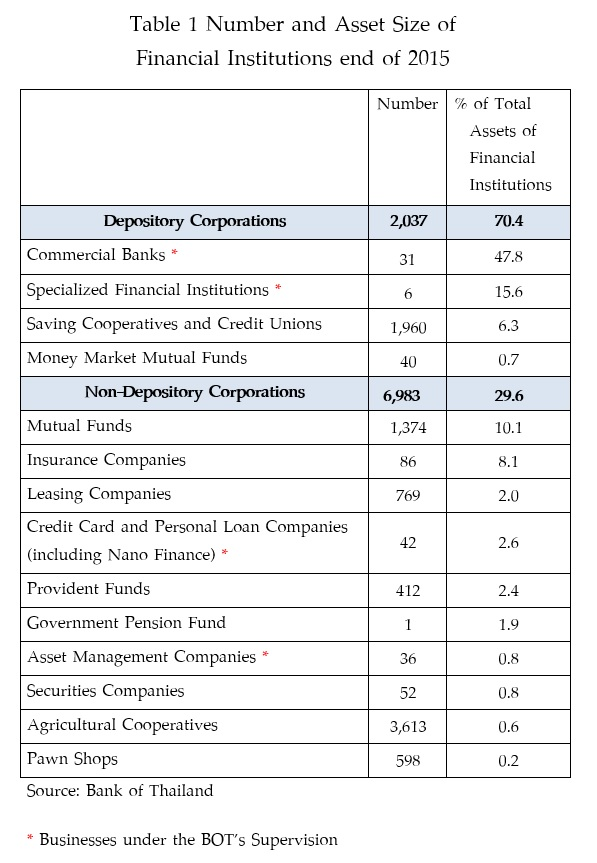 Table 1 Number and Asset Size of
Financial Institutions end of 2015
Number
% of Total
Assets of
Financial
Institutions
Depository Corporations 2,037 70.4
Commercial Banks * 31 47.8
Specialized Financial Institutions * 6 15.6
Saving Cooperatives and Credit Unions 1,960 6.3
Money Market Mutual Funds 40 0.7
Non-Depository Corporations 6,983 29.6
Mutual Funds 1,374 10.1
Insurance Companies 86 8.1
Leasing Companies 769 2.0
Credit Card and Personal Loan Companies
(including Nano Finance) * 42 2.6
Provident Funds 412 2.4
Government Pension Fund 1 1.9
Asset Management Companies * 36 0.8
Securities Companies 52 0.8
Agricultural Cooperatives 3,613 0.6
Pawn Shops 598 0.2
Source: Bank of Thailand
* Businesses under the BOT's Supervision